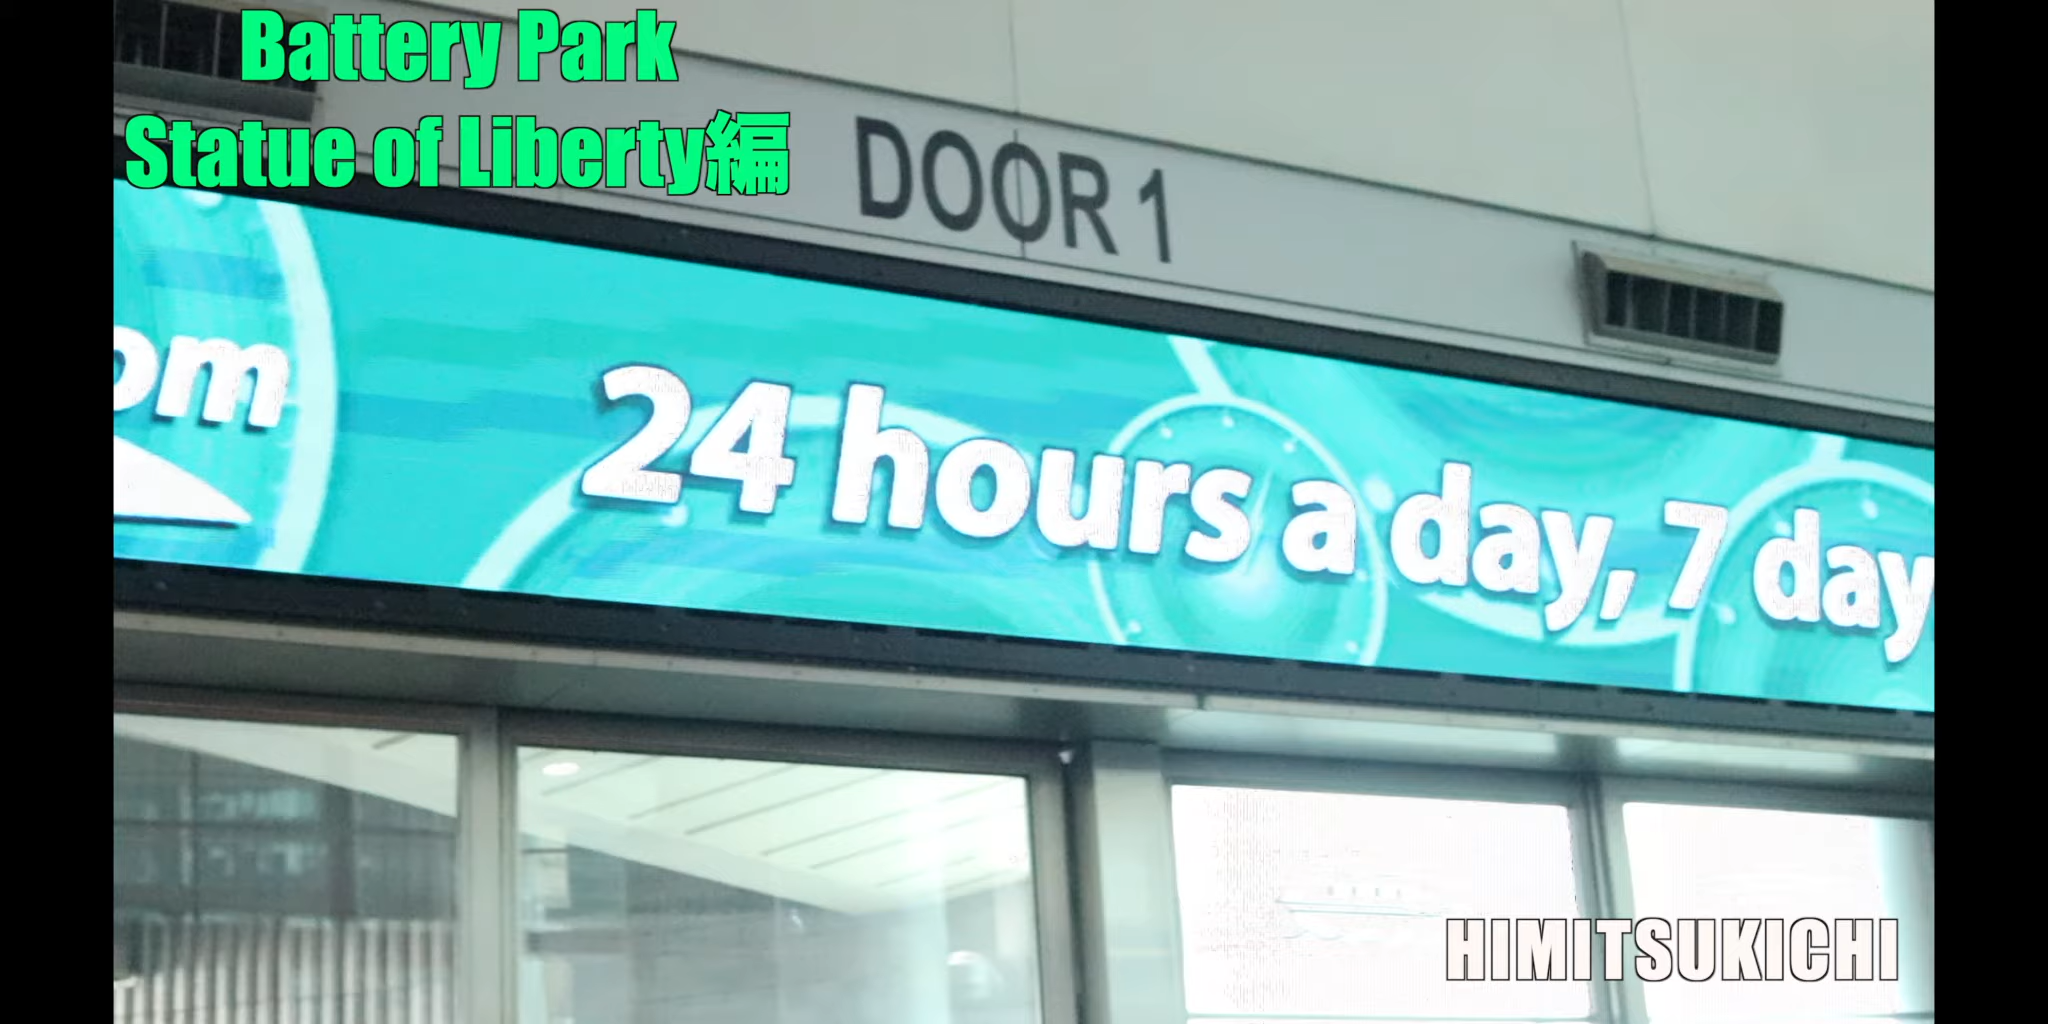 Battery Park
Statue of Liberty編
DOOR 1
om
24 hours a day, 7 day
HIMITSUKICHI